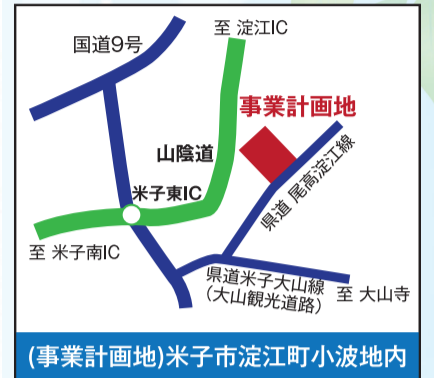 国道9号
至 淀江IC
事業計画地
山陰道
米子東IC
県道 尾高淀江線
至 米子南IC
県道米子大山線
(大山観光道路)
至 大山寺
(事業計画地)米子市淀江町小波地内